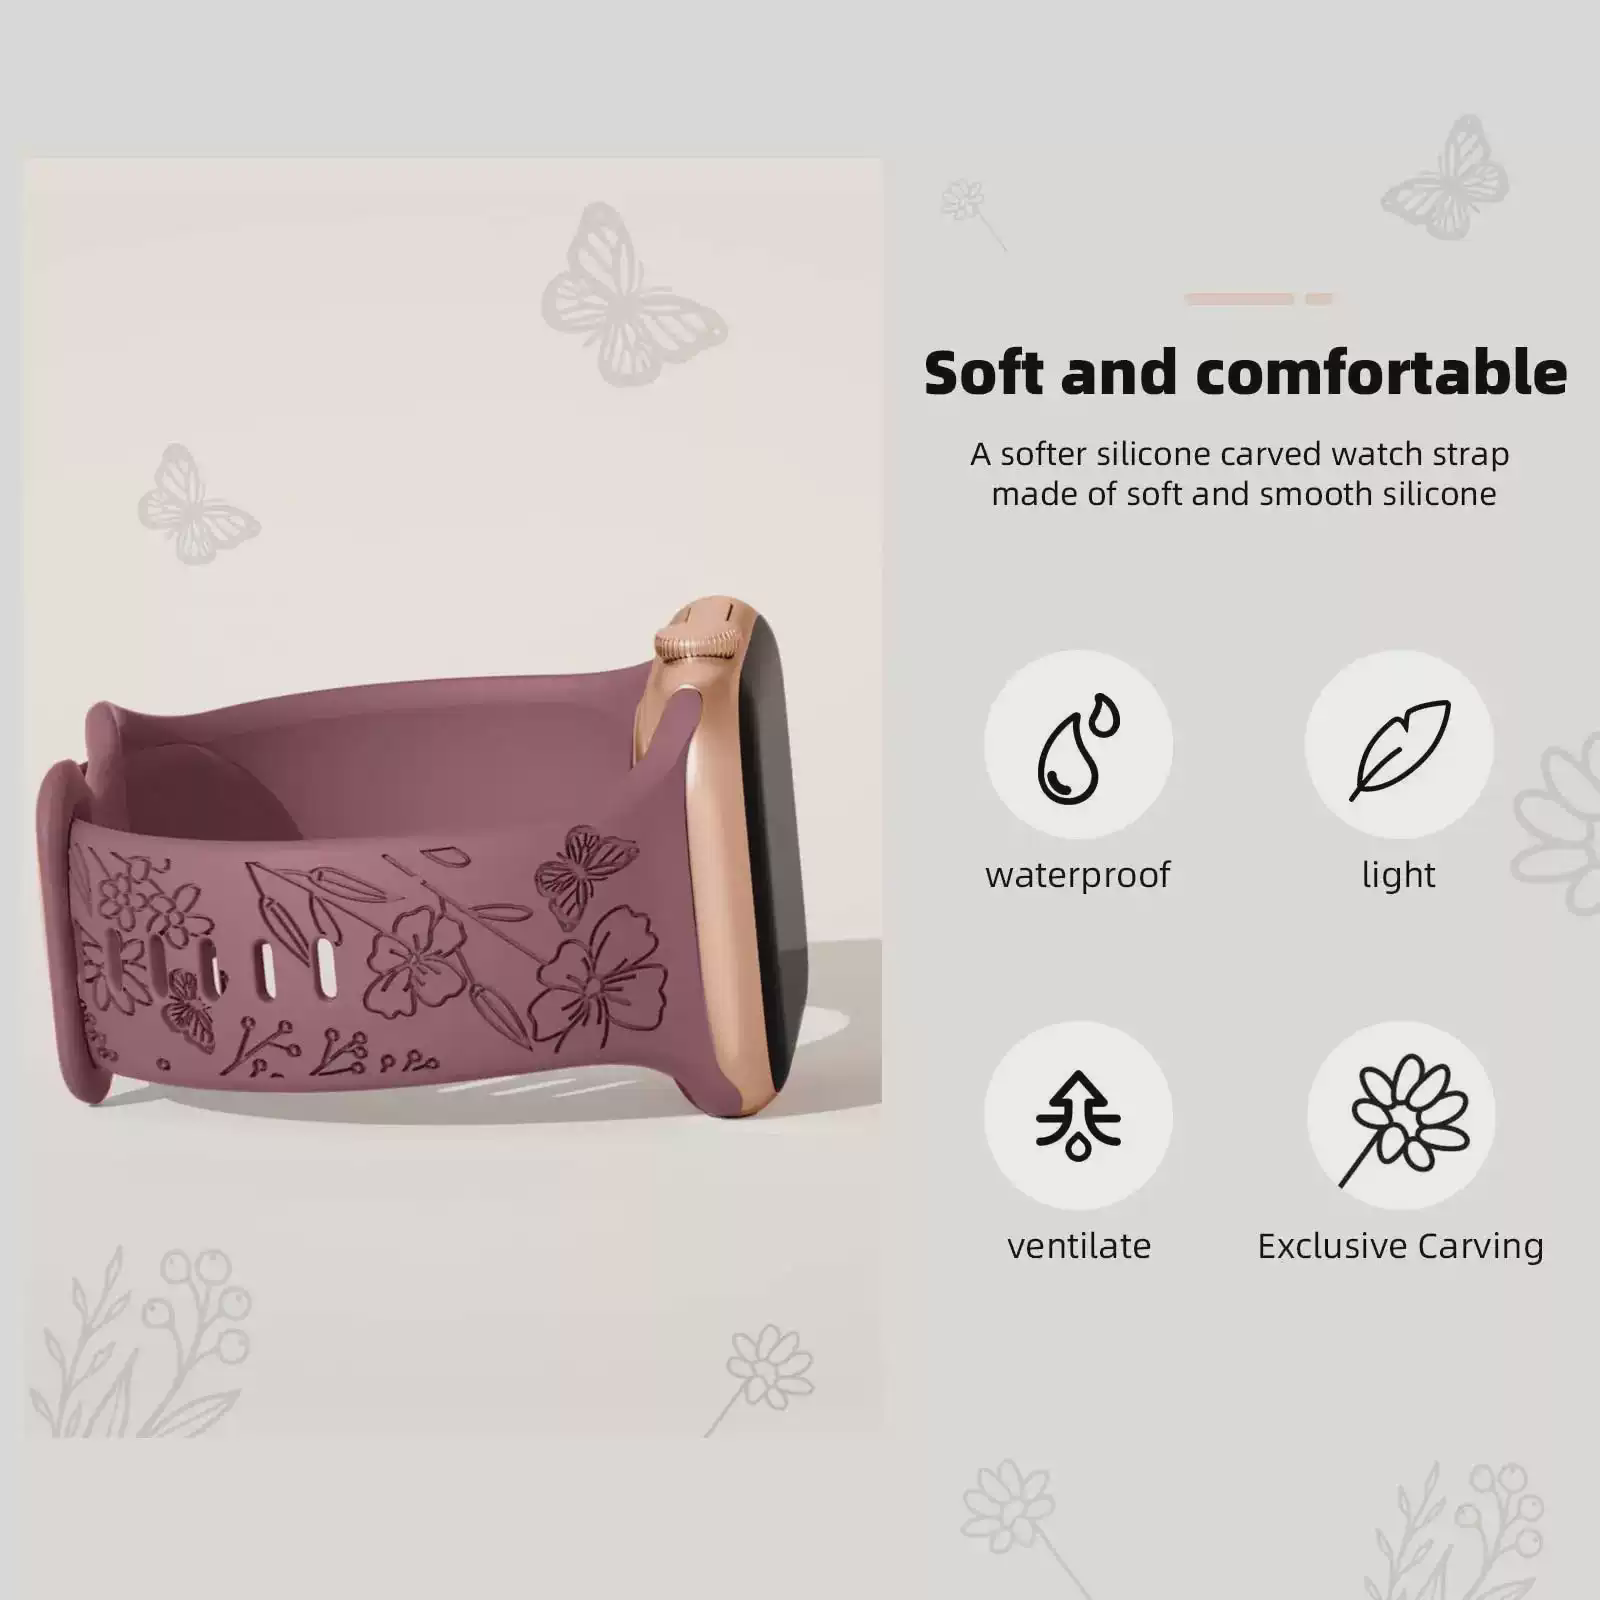 Soft and comfortable
A softer silicone carved watch strap
made of soft and smooth silicone
waterproof
light
ventilate
Exclusive Carving